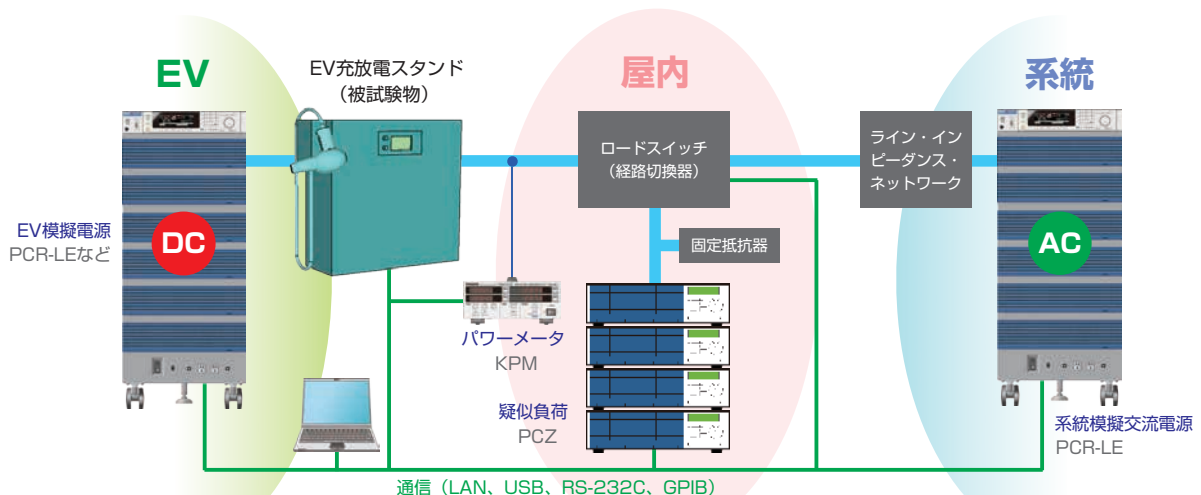 EV
EV充放電スタンド
（被試験物）
屋内
系統
ロードスイッチ
（経路切換器）
ライン・イン
ピーダンス・
ネットワーク
EV模擬電源
PCR-LEなど
DC
固定抵抗器
AC
パワーメータ
KPM
疑似負荷
PCZ
系統模擬交流電源
PCR-LE
通信（LAN、USB、RS-232C、GPIB）